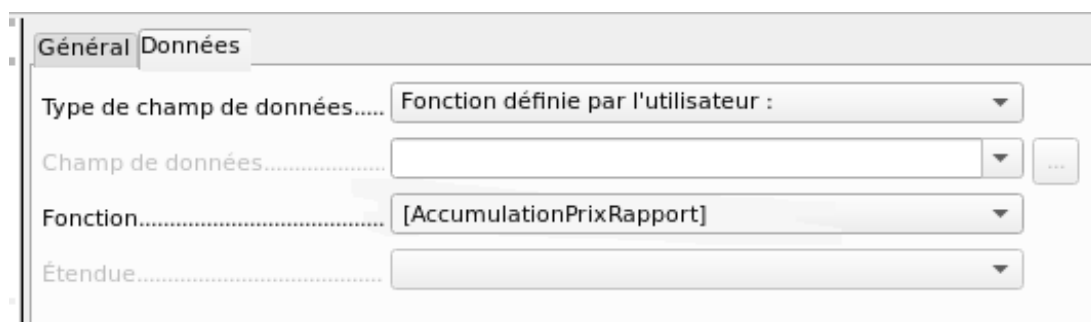 Général Données
Type de champ de données..... Fonction définie par l'utilisateur :
Champ de données.................... ...
Fonction........................................ [AccumulationPrixRapport]
Étendue........................................